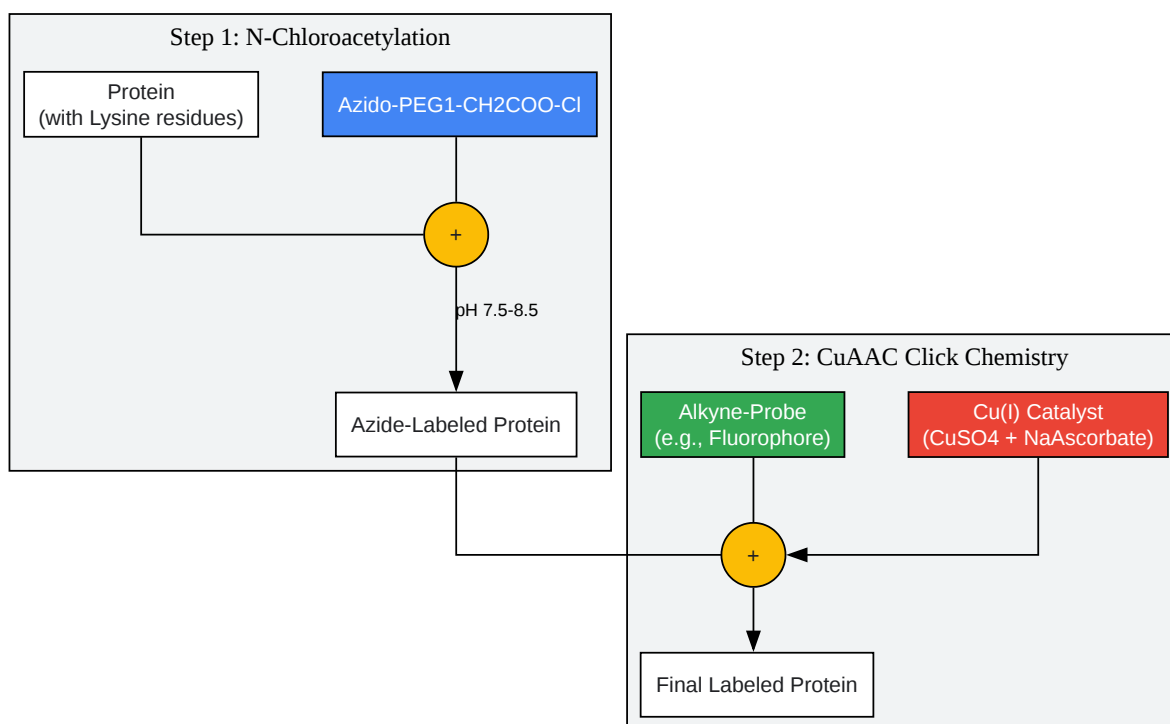 Step 1: N-Chloroacetylation
Protein
(with Lysine residues)
Azido-PEG1-CH2COO-Cl
+
pH 7.5-8.5
Azide-Labeled Protein
Step 2: CuAAC Click Chemistry
Alkyne-Probe
(e.g., Fluorophore)
Cu(I) Catalyst
(CuSO4 + NaAscorbate)
+
Final Labeled Protein